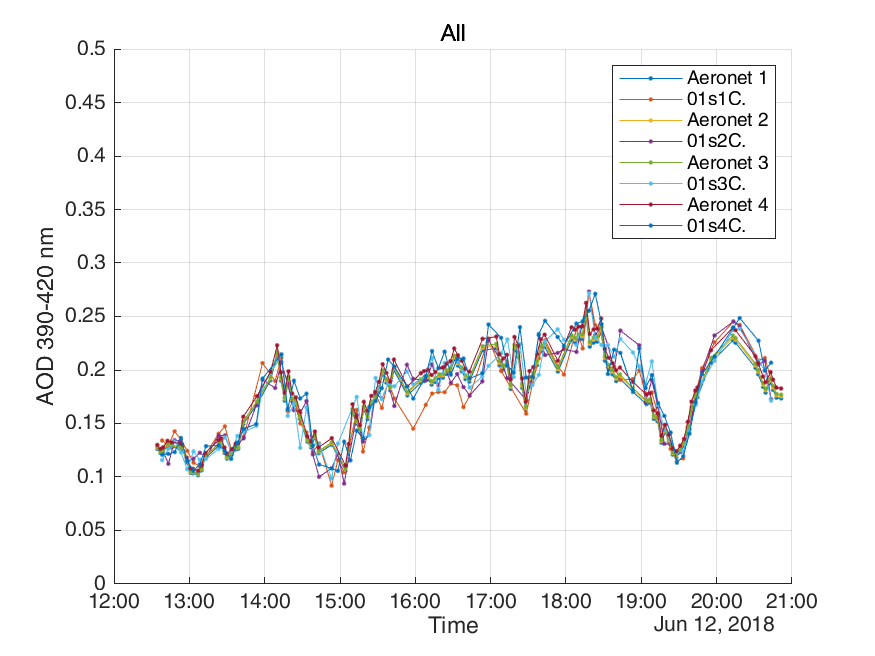 All
0.5
0.45
0.4
0.35
0.3
0.25
0.2
0.15
0.1
0.05
0
AOD 390-420 nm
Aeronet 1
01s1C.
Aeronet 2
01s2C.
Aeronet 3
01s3C.
Aeronet 4
01s4C.
12:00 13:00 14:00 15:00 16:00 17:00 18:00 19:00 20:00 21:00
Time
Jun 12, 2018